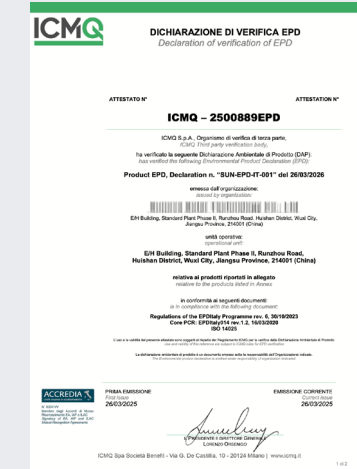 ICMQ
DICHIARAZIONE DI VERIFICA EPD
Declaration of verification of EPD
ATTESTATO N°
ATTESTATION N°
ICMQ – 2500889EPD
ICMQ S.p.A., Organismo di verifica di terza parte,
ICMQ Third party verification body,
ha verificato la seguente Dichiarazione Ambientale di Prodotto (DAP):
has verified the following Environmental Product Declaration (EPD):
Product EPD, Declaration n. “SUN-EPD-IT-001” del 26/03/2026
emessa dall'organizzazione:
issued by organization:
E/H Building, Standard Plant Phase II, Runzhou Road, Huishan District, Wuxi City,
Jiangsu Province, 214001 (China)
unità operative:
operational unit:
E/H Building, Standard Plant Phase II, Runzhou Road,
Huishan District, Wuxi City, Jiangsu Province, 214001 (China)
relativa ai prodotti riportati in allegato
relative to the products listed in Annex
in conformità ai seguenti documenti:
is in compliance with the following document:
Regulations of the EPDItaly Programme rev. 6, 30/10/2023
Core PCR: EPDItaly014 rev.1.2, 16/03/2020
ISO 14025
ACCREDIA
PRIMA EMISSIONE
First issue
26/03/2025
EMISSIONE CORRENTE
Current issue
26/03/2025
IL PRESIDENTE E DIRETTORE GENERALE
LORENZO ORSENIGO
ICMQ Spa Società Benefit - Via G. De Castillia, 10 - 20124 Milano | www.icmq.it
1 di 2